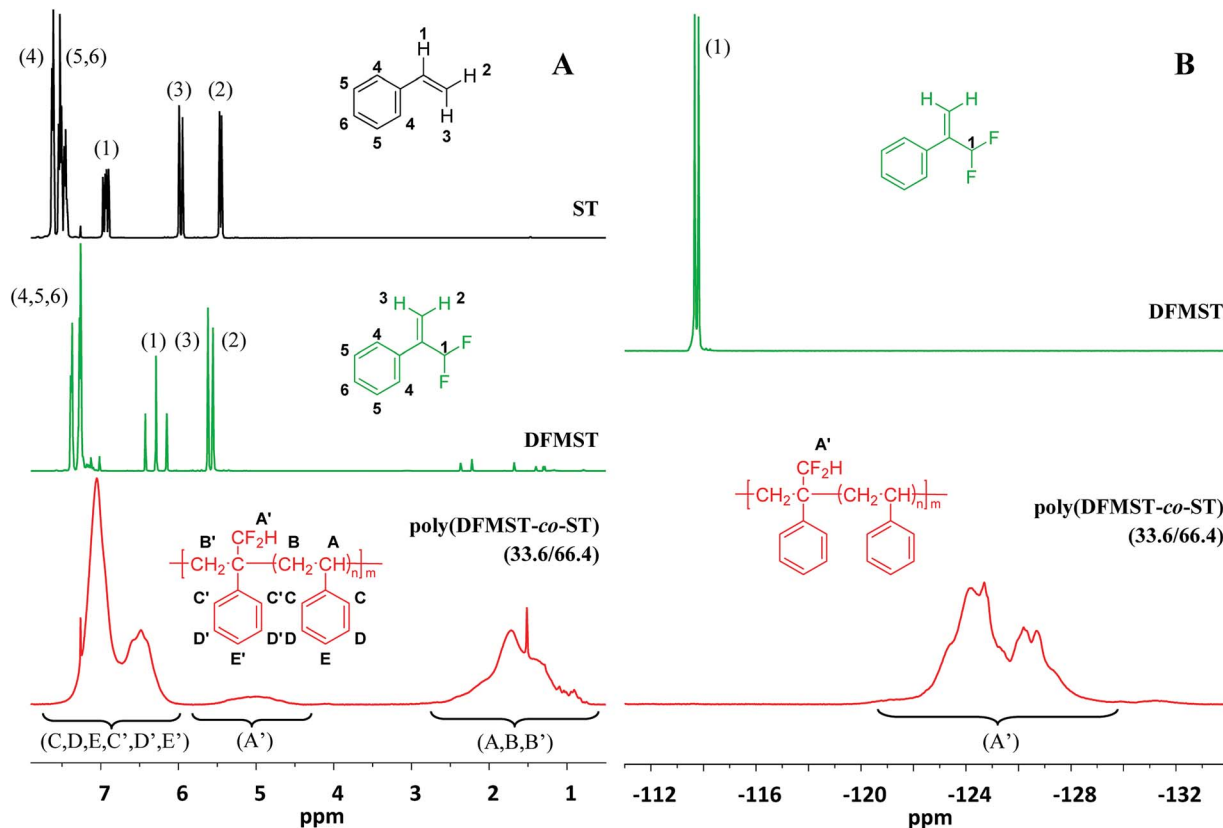 A
(4)
(5,6)
(1)
(3)
(2)
1
H
H 2
H
3
4
5
6
4
5
ST
(4,5,6)
(1)
(3)
(2)
3 H
H 2
1
F
F
4
5
6
4
5
DFMST
poly(DFMST-co-ST)
(33.6/66.4)
A'
CF₂H
B'
B
A
[CH₂-C(CH₂-CH)n]m
C'
C'
C
C
D'
D'
D
D
E'
E
(C,D,E,C',D',E')
(A')
(A,B,B')
7
6
5
4
3
2
1
ppm
B
(1)
H
H
1
F
F
DFMST
A'
CF₂H
[CH₂-C(CH₂-CH)n]m
poly(DFMST-co-ST)
(33.6/66.4)
(A')
-112
-116
-120
-124
-128
-132
ppm